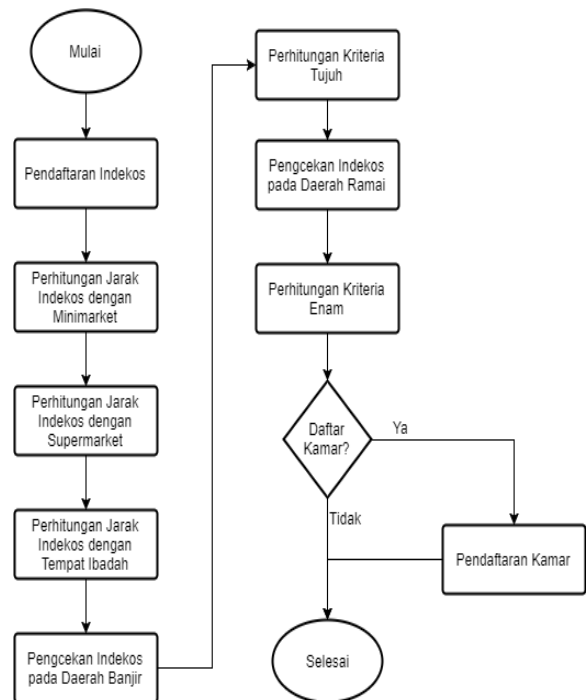 Mulai
Pendaftaran Indekos
Perhitungan Jarak
Indekos dengan
Minimarket
Perhitungan Jarak
Indekos dengan
Supermarket
Perhitungan Jarak
Indekos dengan
Tempat Ibadah
Pengcekan Indekos
pada Daerah Banjir
Perhitungan Kriteria
Tujuh
Pengcekan Indekos
pada Daerah Ramai
Perhitungan Kriteria
Enam
Daftar
Kamar?
Ya
Tidak
Pendaftaran Kamar
Selesai